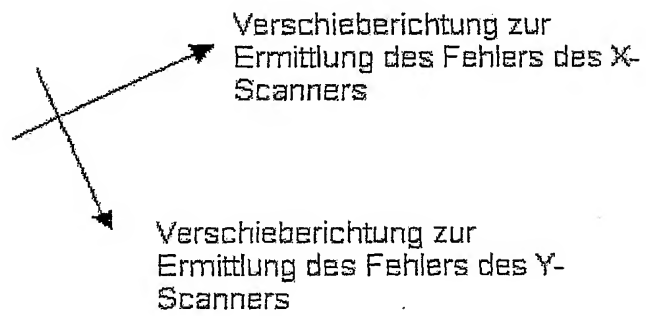 Verschieberichtung zur
Ermittlung des Fehlers des X-
Scanners
Verschieberichtung zur
Ermittlung des Fehlers des Y-
Scanners